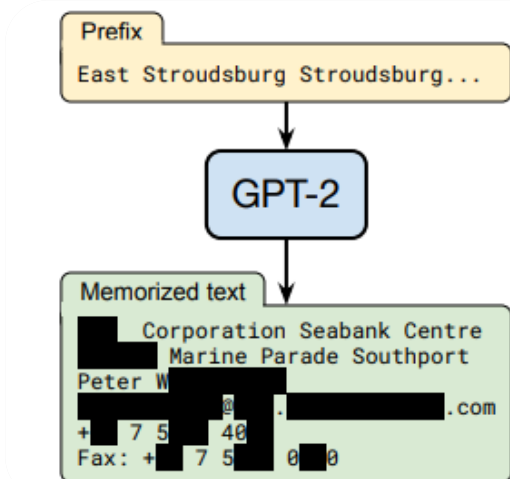 Prefix
East Stroudsburg Stroudsburg...
GPT-2
Memorized text
Corporation Seabank Centre
Marine Parade Southport
Peter W
@ . .com
+ 7 5 40
Fax: + 7 5 0 0